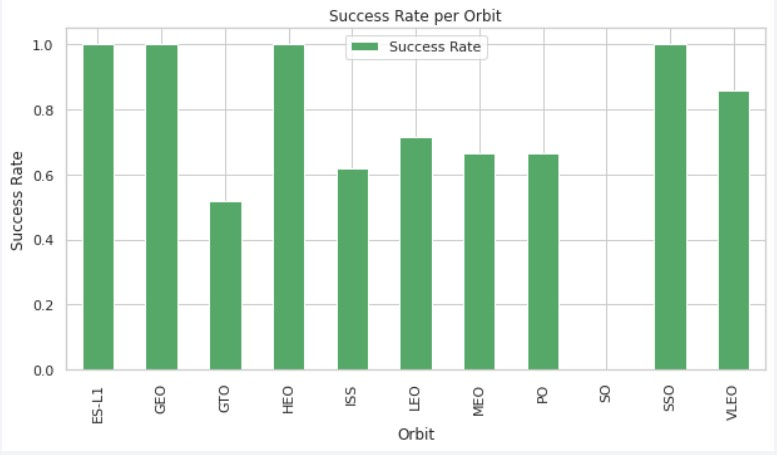 Success Rate per Orbit
Success Rate
1.0
0.8
0.6
0.4
0.2
0.0
Success Rate
ES-L1
GEO
GTO
HEO
ISS
LEO
MEO
PO
SO
SSO
VLEO
Orbit